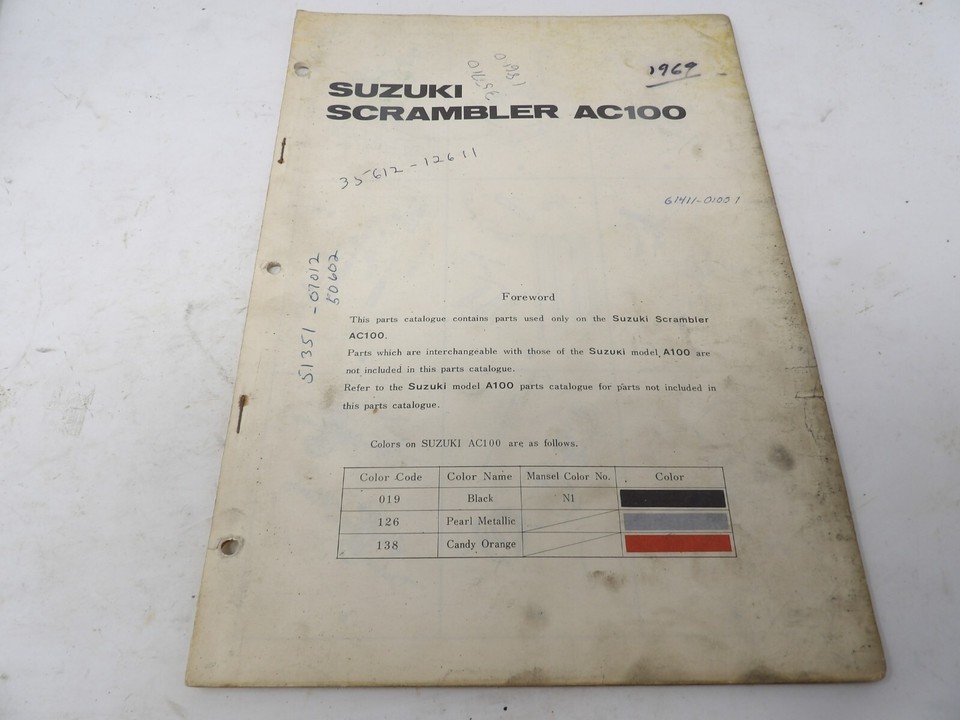 1969
SUZUKI
SCRAMBLER AC100
35612-12611
61411-01001
51351-07012
50602
Foreword
This parts catalogue contains parts used only on the Suzuki Scrambler
AC100.
Parts which are interchangeable with those of the Suzuki model A100 are
not included in this parts catalogue.
Refer to the Suzuki model A100 parts catalogue for parts not included in
this parts catalogue.
Colors on SUZUKI AC100 are as follows.
Color Code Color Name Mansel Color No. Color
019 Black N1
126 Pearl Metallic
138 Candy Orange